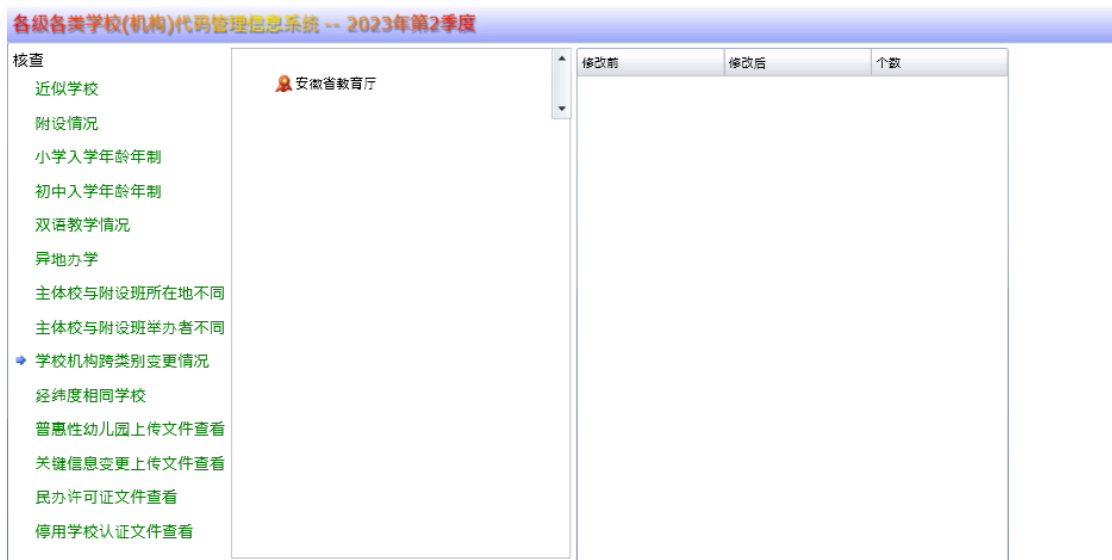 各级各类学校(机构)代码管理信息系统 -- 2023年第2季度
核查
近似学校
附设情况
小学入学年龄年制
初中入学年龄年制
双语教学情况
异地办学
主体校与附设班所在地不同
主体校与附设班举办者不同
学校机构跨类别变更情况
经纬度相同学校
普惠性幼儿园上传文件查看
关键信息变更上传文件查看
民办许可证文件查看
停用学校认证文件查看
安徽省教育厅
修改前 修改后 个数